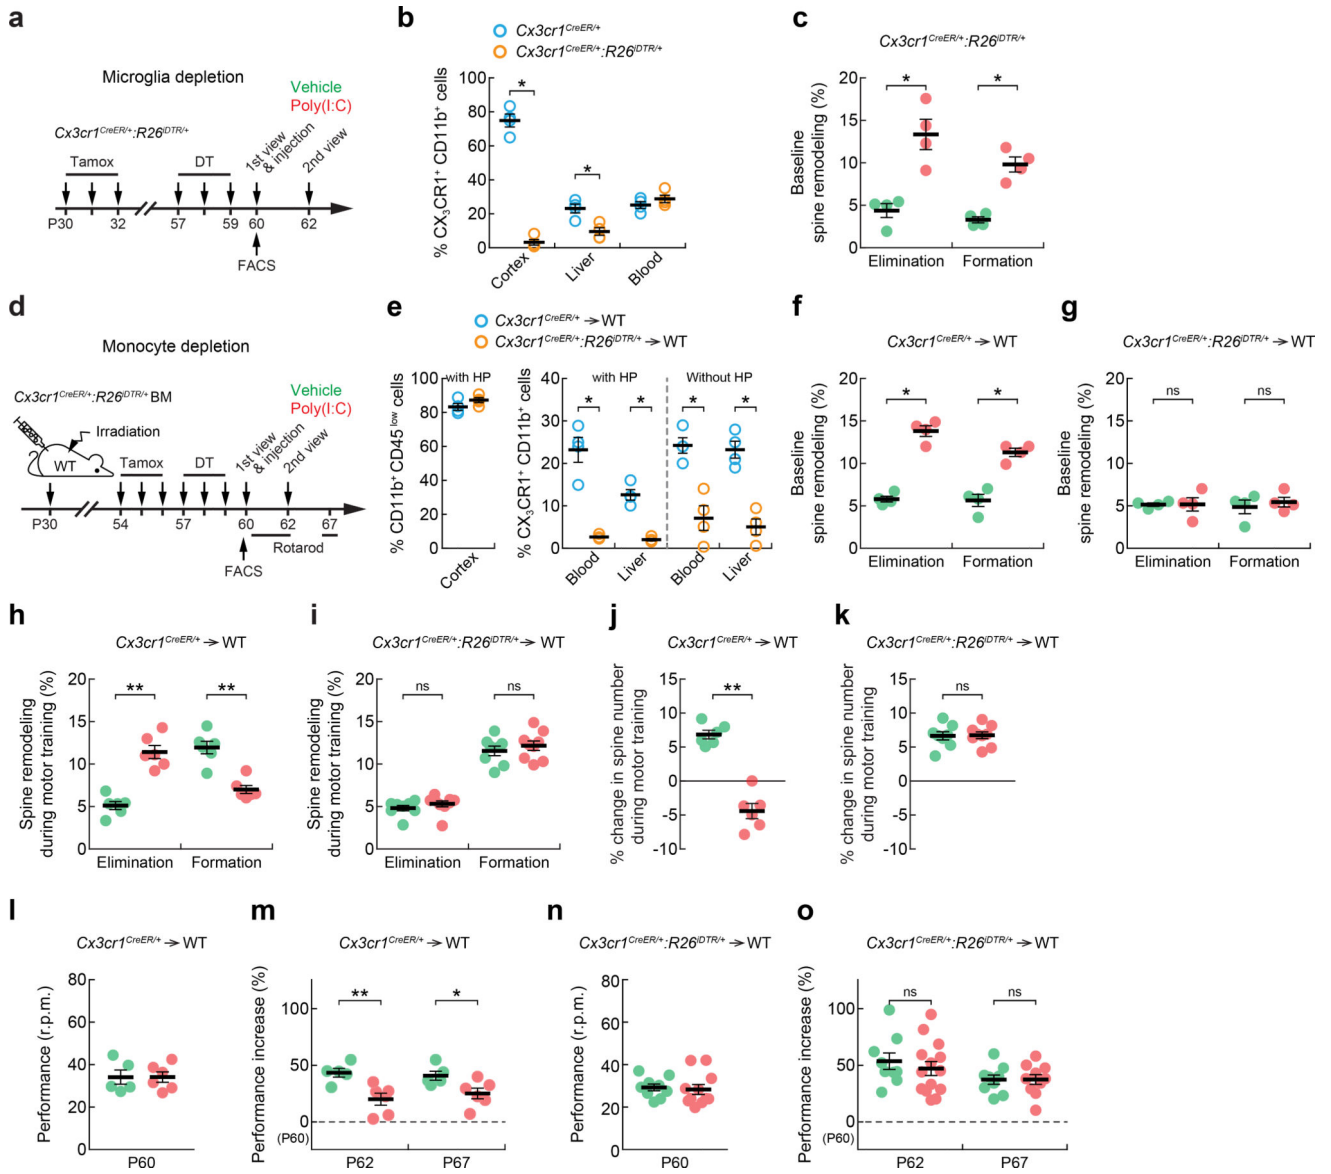 a
Microglia depletion
Vehicle
Poly(I:C)
Cx3cr1CreER/+:R26iDTR/+
Tamox
DT
1st view
& injection
2nd view
P30
32
57
59
60
62
FACS
b
Cx3cr1CreER/+
Cx3cr1CreER/+:R26iDTR/+
% CX3CR1+ CD11b+ cells
80
60
40
20
0
*
*
Cortex
Liver
Blood
c
Cx3cr1CreER/+:R26iDTR/+
Baseline
spine remodeling (%)
20
15
10
5
0
*
*
Elimination
Formation
d
Monocyte depletion
Vehicle
Poly(I:C)
Cx3cr1CreER/+:R26iDTR/+ BM
Irradiation
WT
Tamox
DT
1st view
& injection
2nd view
P30
54
57
60
62
67
Rotarod
FACS
e
Cx3cr1CreER/+ → WT
Cx3cr1CreER/+:R26iDTR/+ → WT
% CD11b+ CD45low cells
with HP
100
80
60
40
20
0
Cortex
% CX3CR1+ CD11b+ cells
with HP
Without HP
40
30
20
10
0
*
*
*
*
Blood
Liver
Blood
Liver
f
Cx3cr1CreER/+ → WT
Baseline
spine remodeling (%)
20
15
10
5
0
*
*
Elimination
Formation
g
Cx3cr1CreER/+:R26iDTR/+ → WT
Baseline
spine remodeling (%)
20
15
10
5
0
ns
ns
Elimination
Formation
h
Cx3cr1CreER/+ → WT
Spine remodeling
during motor training (%)
20
15
10
5
0
**
**
Elimination
Formation
i
Cx3cr1CreER/+:R26iDTR/+ → WT
Spine remodeling
during motor training (%)
20
15
10
5
0
ns
ns
Elimination
Formation
j
Cx3cr1CreER/+ → WT
% change in spine number
during motor training
15
10
5
0
-5
-10
**
k
Cx3cr1CreER/+:R26iDTR/+ → WT
% change in spine number
during motor training
15
10
5
0
-5
-10
ns
l
Cx3cr1CreER/+ → WT
Performance (r.p.m.)
80
60
40
20
0
P60
m
Cx3cr1CreER/+ → WT
Performance increase (%)
100
50
0
(P60)
**
*
P62
P67
n
Cx3cr1CreER/+:R26iDTR/+ → WT
Performance (r.p.m.)
80
60
40
20
0
P60
o
Cx3cr1CreER/+:R26iDTR/+ → WT
Performance increase (%)
100
50
0
(P60)
ns
ns
P62
P67